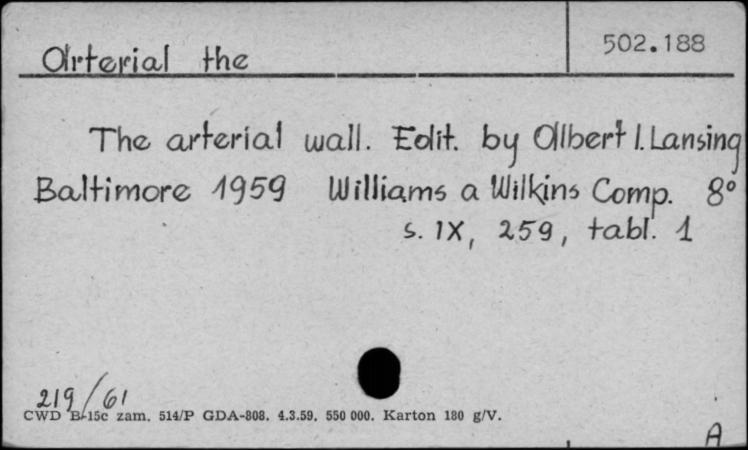 Arterial the
502.188
The arterial wall. Edit. by Albert I. Lansing
Baltimore 1959 Williams a Wilkins Comp. 8°
s. IX, 259, tabl. 1
219/61
CWD B-15c zam. 514/P GDA-808. 4.3.59. 550 000. Karton 180 g/V.
A